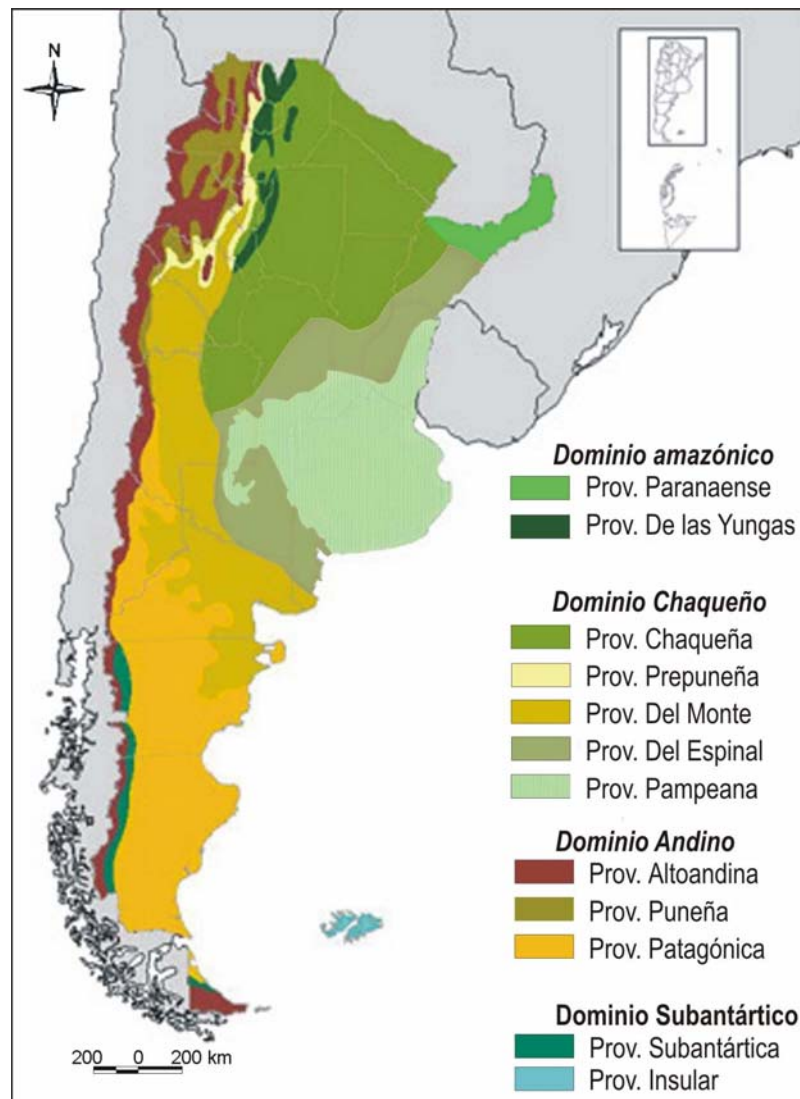 N
Dominio amazónico
Prov. Paranaense
Prov. De las Yungas
Dominio Chaqueño
Prov. Chaqueña
Prov. Prepuneña
Prov. Del Monte
Prov. Del Espinal
Prov. Pampeana
Dominio Andino
Prov. Altoandina
Prov. Puneña
Prov. Patagónica
Dominio Subantártico
Prov. Subantártica
Prov. Insular
200 0 200 km